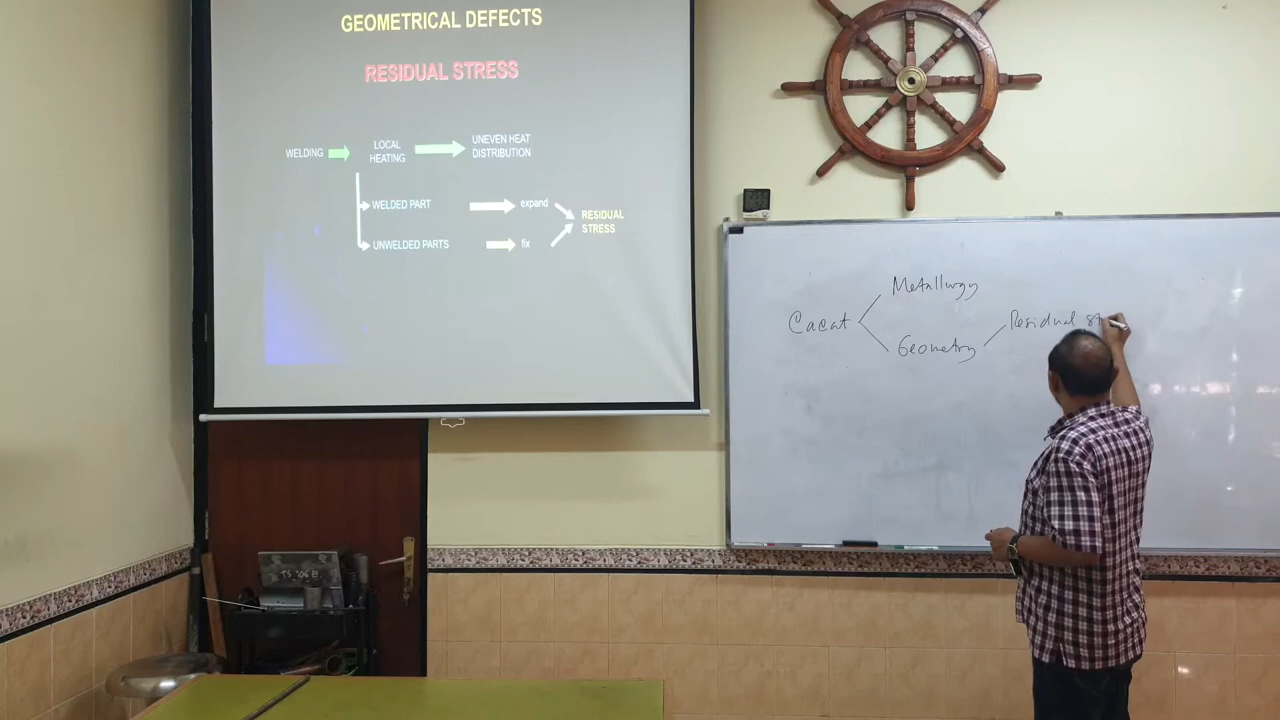 GEOMETRICAL DEFECTS
RESIDUAL STRESS
WELDING
LOCAL
HEATING
UNEVEN HEAT
DISTRIBUTION
WELDED PART
expand
UNWELDED PARTS
fix
RESIDUAL
STRESS
Cacat
Metallurgy
Geometry
Residual st